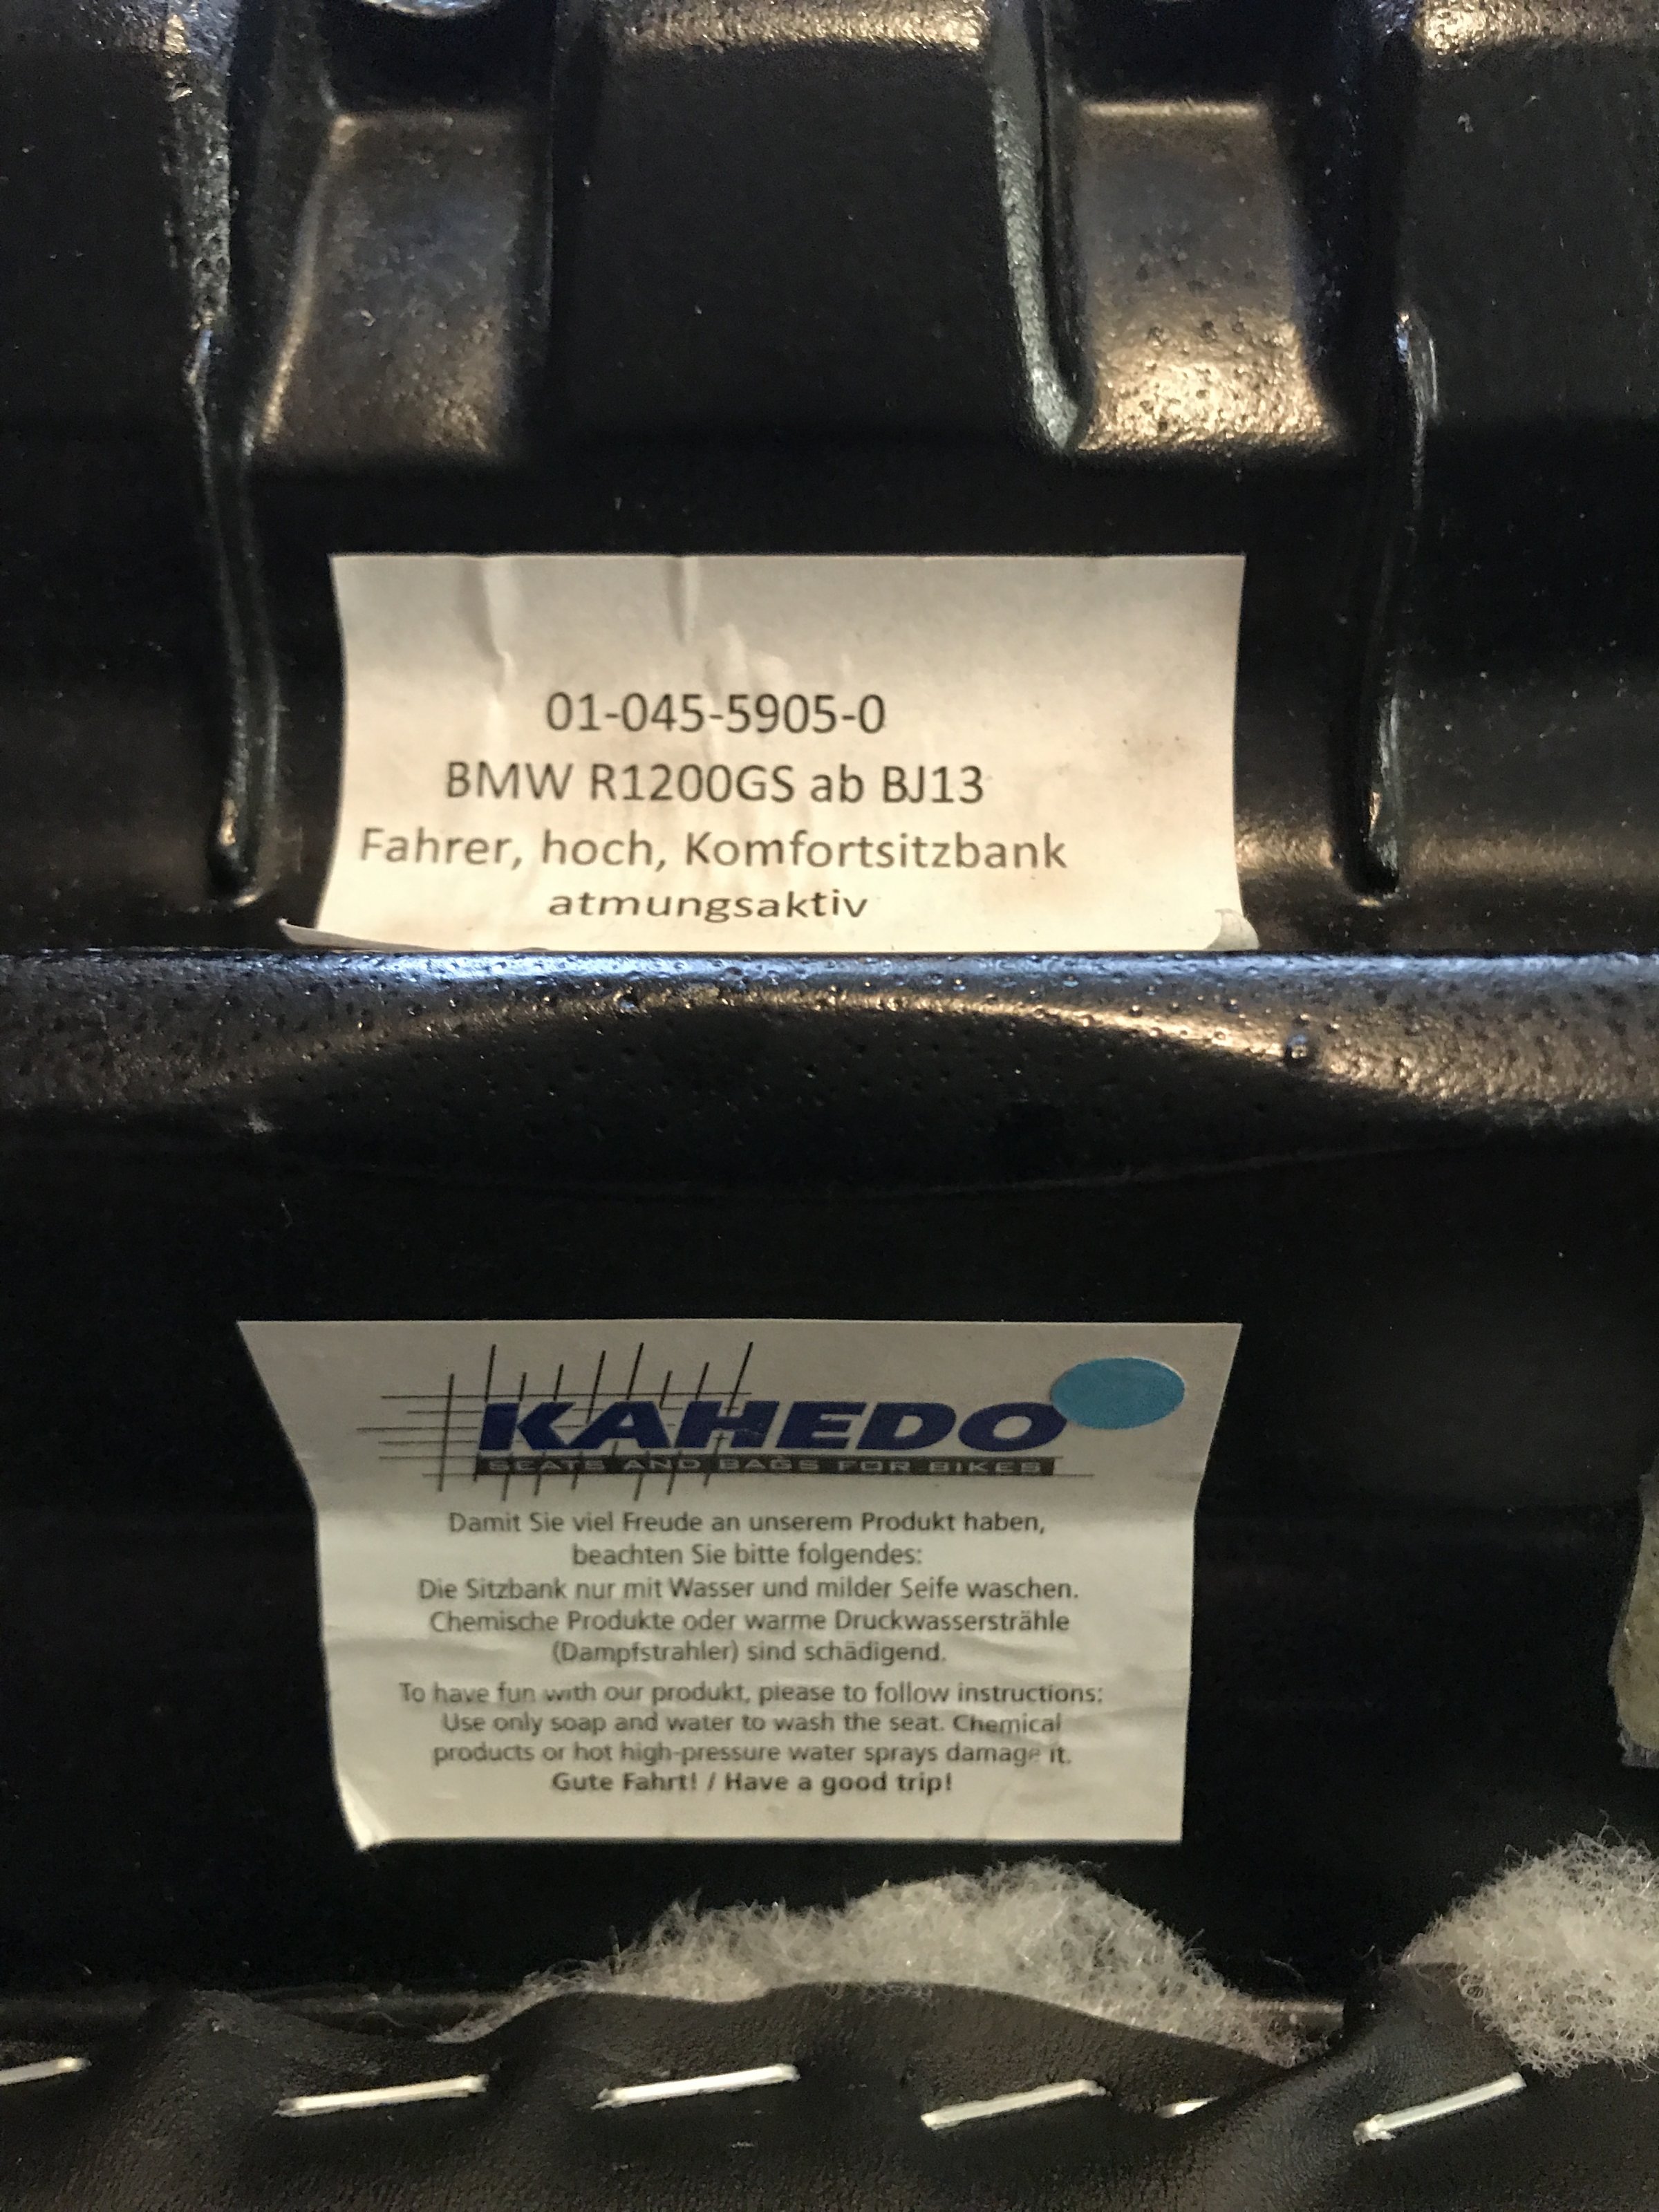 01-045-5905-0
BMW R1200GS ab BJ13
Fahrer, hoch, Komfortsitzbank
atmungsaktiv
KAHEDO
SEATS AND BAGS FOR BIKES
Damit Sie viel Freude an unserem Produkt haben,
beachten Sie bitte folgendes:
Die Sitzbank nur mit Wasser und milder Seife waschen.
Chemische Produkte oder warme Druckwassersträhle
(Dampfstrahler) sind schädigend.
To have fun with our produkt, please to follow instructions:
Use only soap and water to wash the seat. Chemical
products or hot high-pressure water sprays damage it.
Gute Fahrt! / Have a good trip!